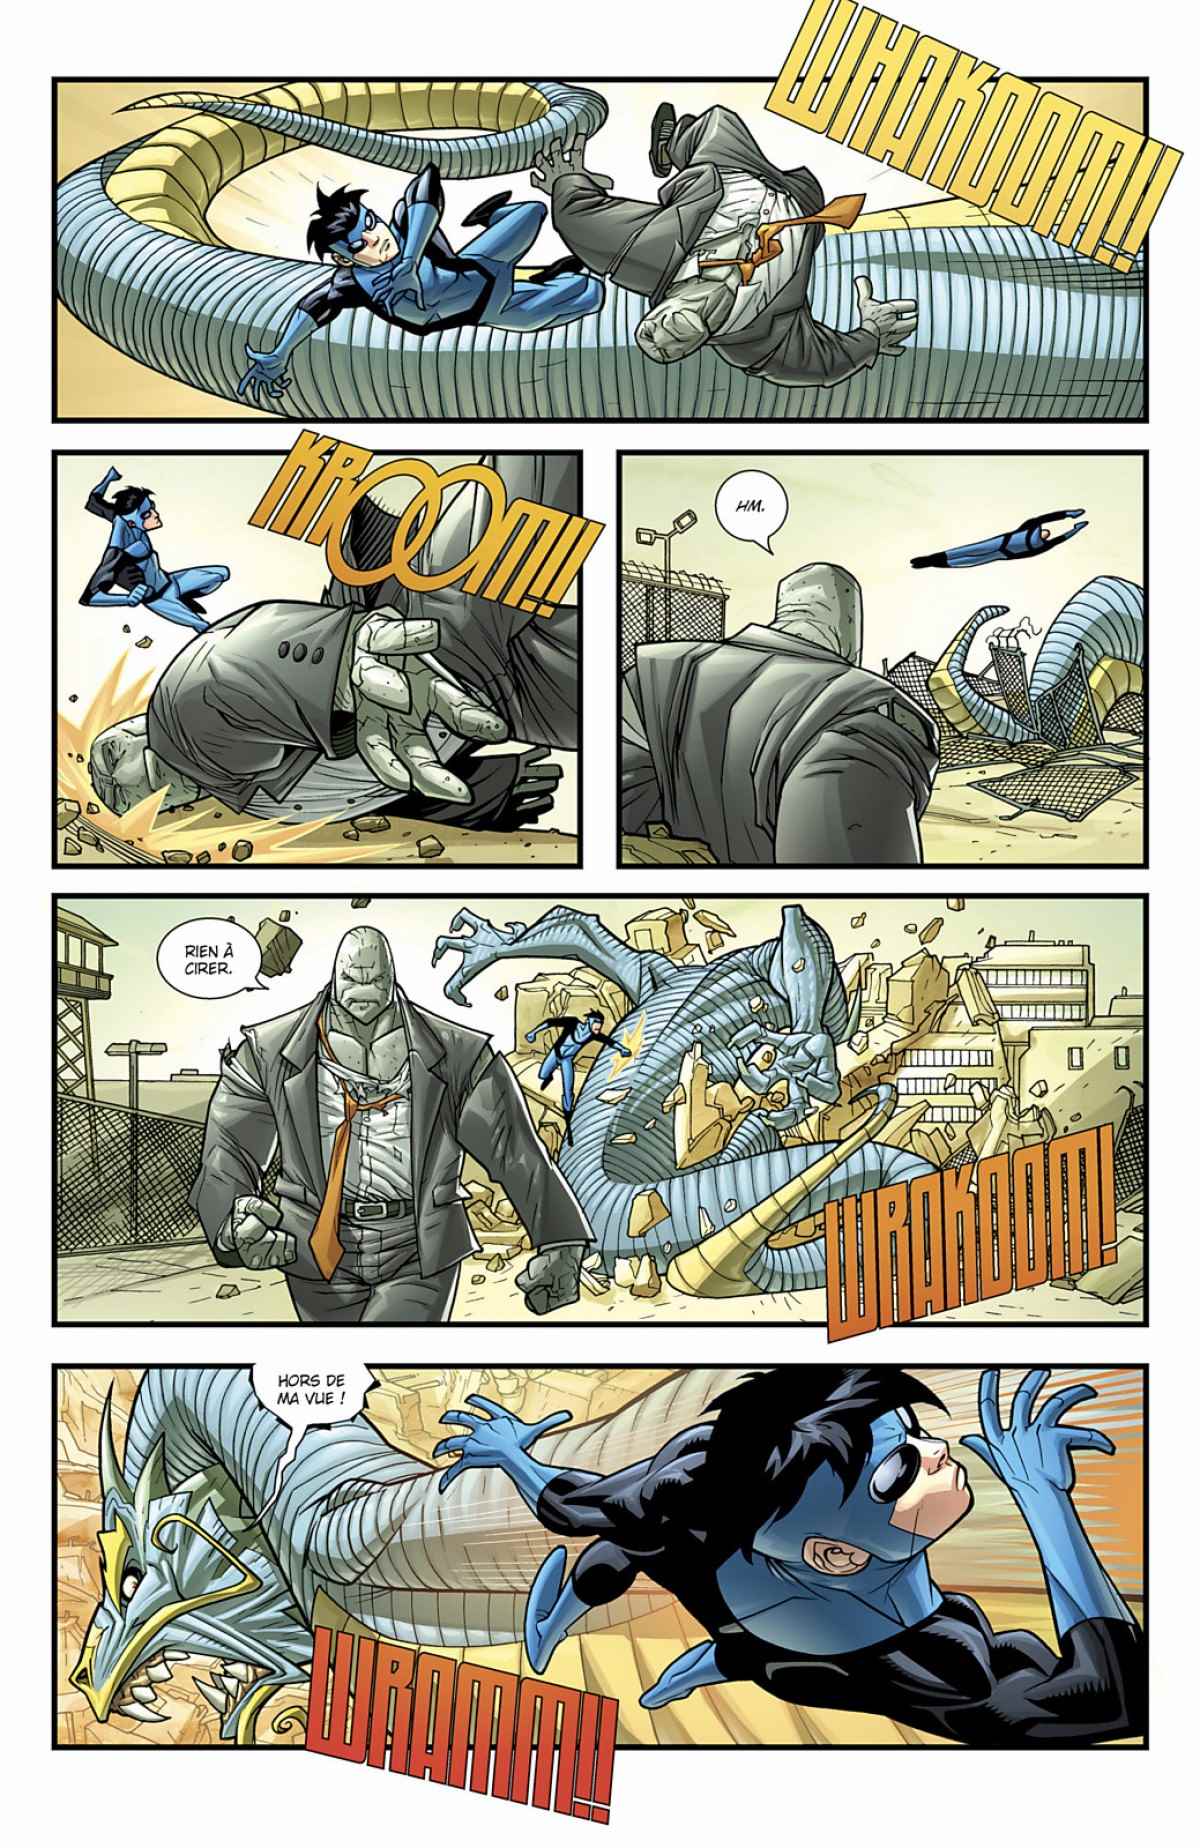 WHAKOOM!!
KROOM!!
HM.
RIEN À
CIRER.
WRAKOOM!
HORS DE
MA VUE !
WRAMM!!